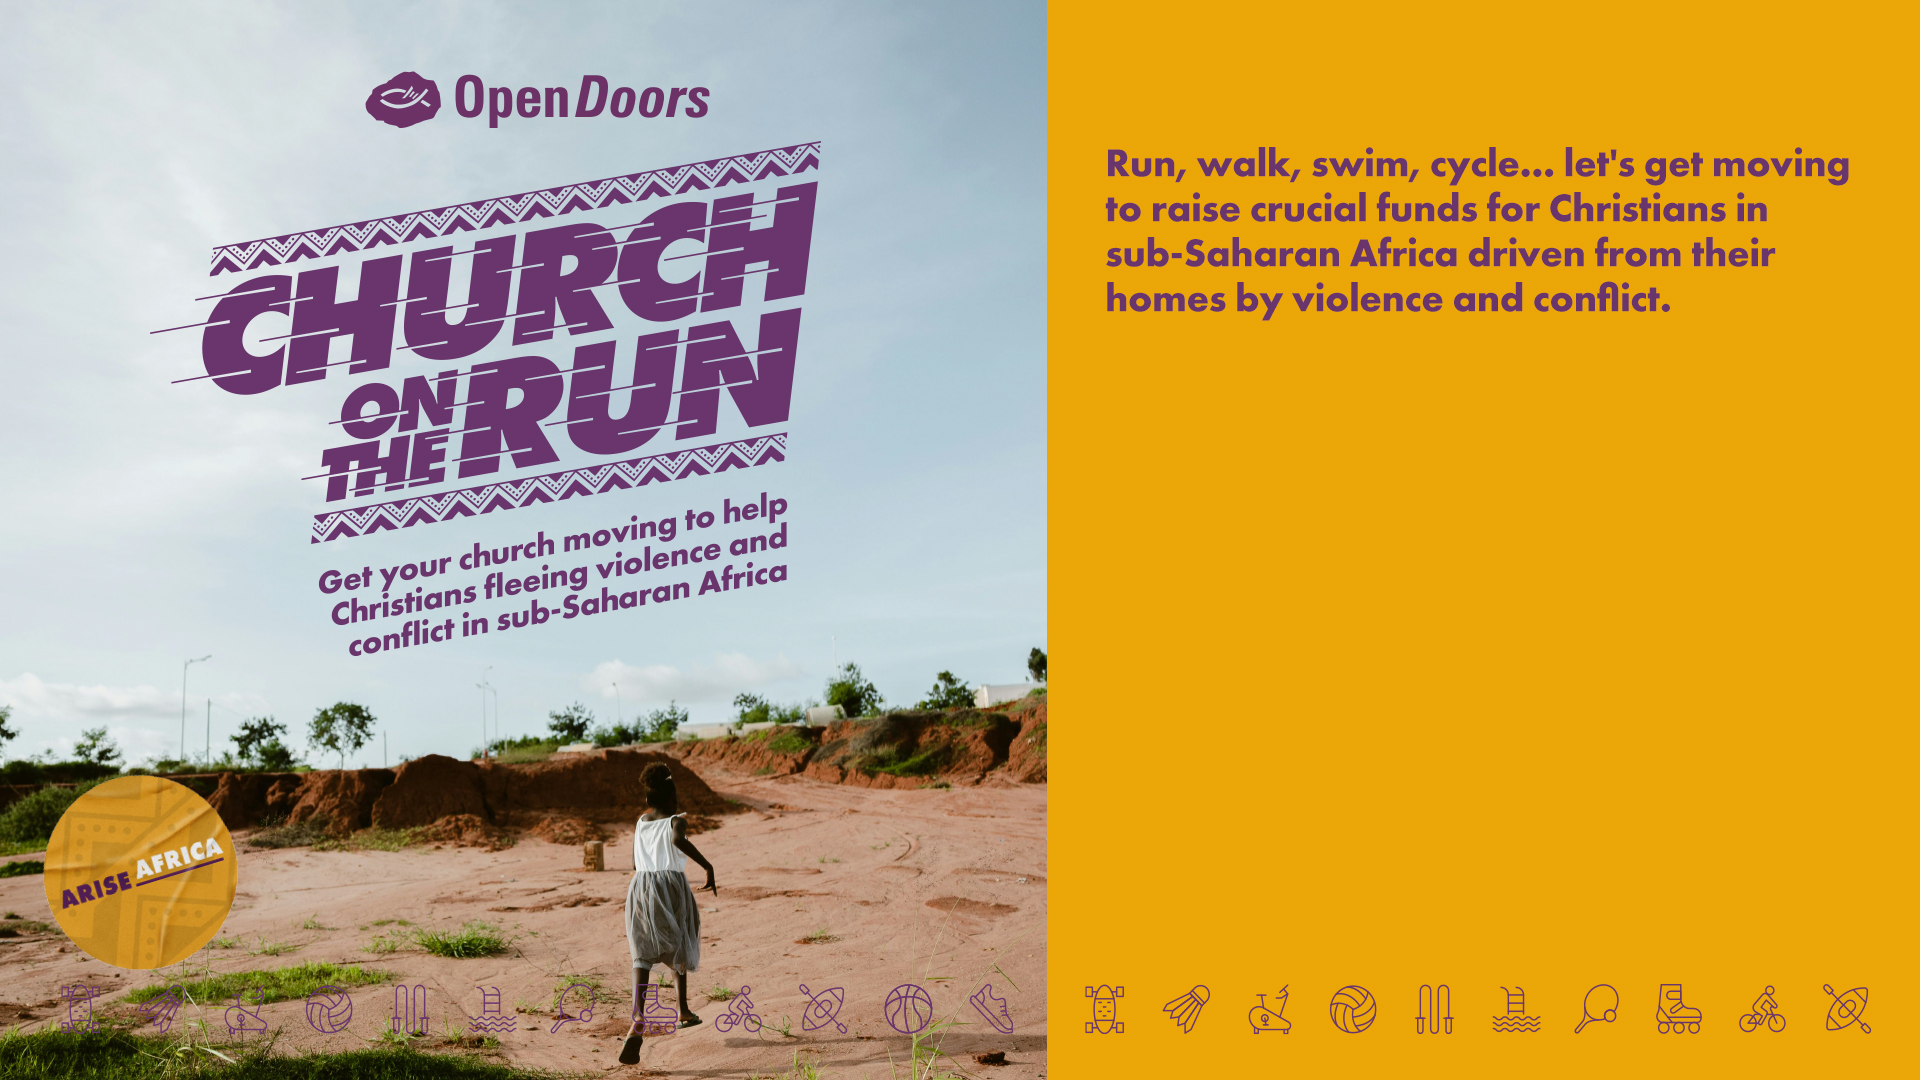 Open Doors
CHURCH
ON
THE RUN
Get your church moving to help
Christians fleeing violence and
conflict in sub-Saharan Africa
ARISE AFRICA
Run, walk, swim, cycle... let's get moving
to raise crucial funds for Christians in
sub-Saharan Africa driven from their
homes by violence and conflict.